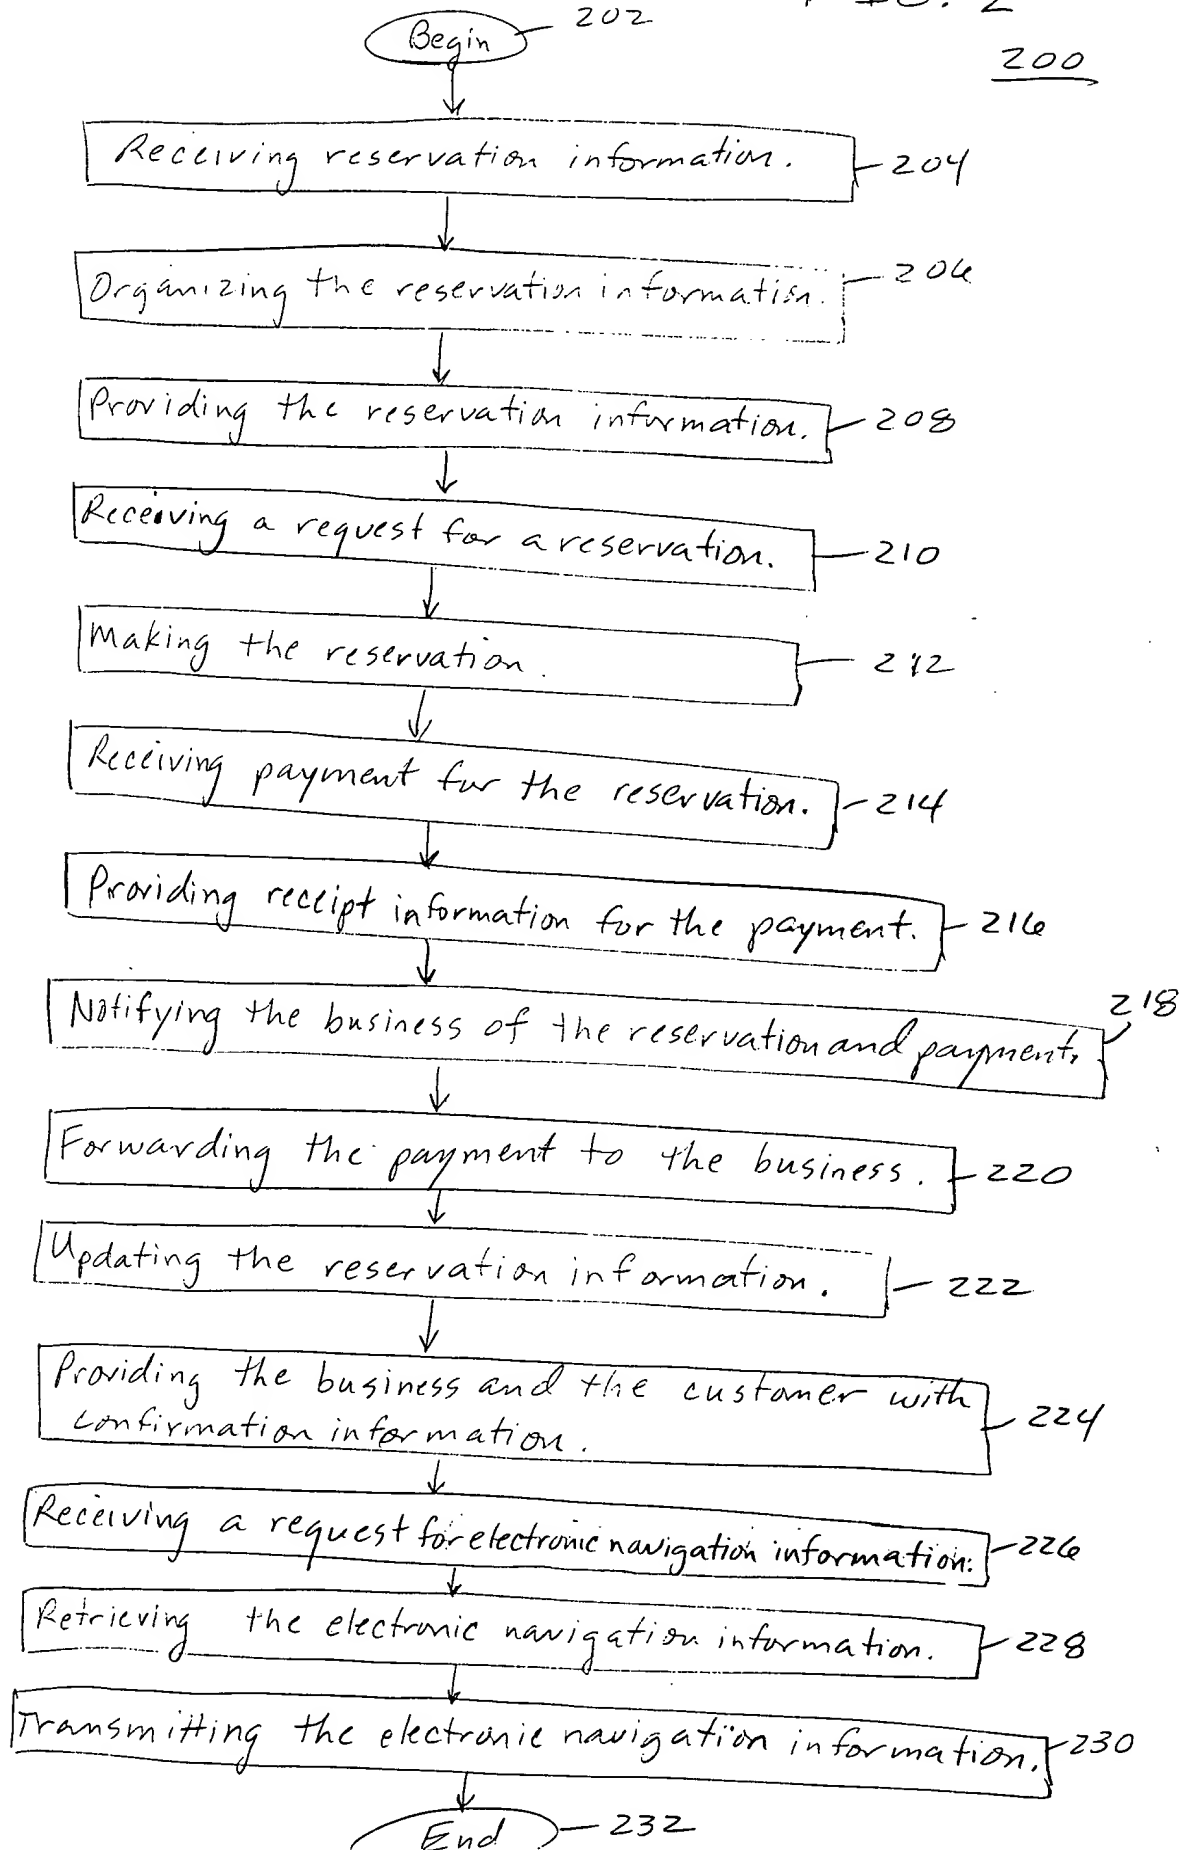 FIG. 2
200
Begin 202
Receiving reservation information. 204
Organizing the reservation information. 206
Providing the reservation information. 208
Receiving a request for a reservation. 210
Making the reservation. 212
Receiving payment for the reservation. 214
Providing receipt information for the payment. 216
Notifying the business of the reservation and payment. 218
Forwarding the payment to the business. 220
Updating the reservation information. 222
Providing the business and the customer with
confirmation information. 224
Receiving a request for electronic navigation information. 226
Retrieving the electronic navigation information. 228
Transmitting the electronic navigation information. 230
End 232